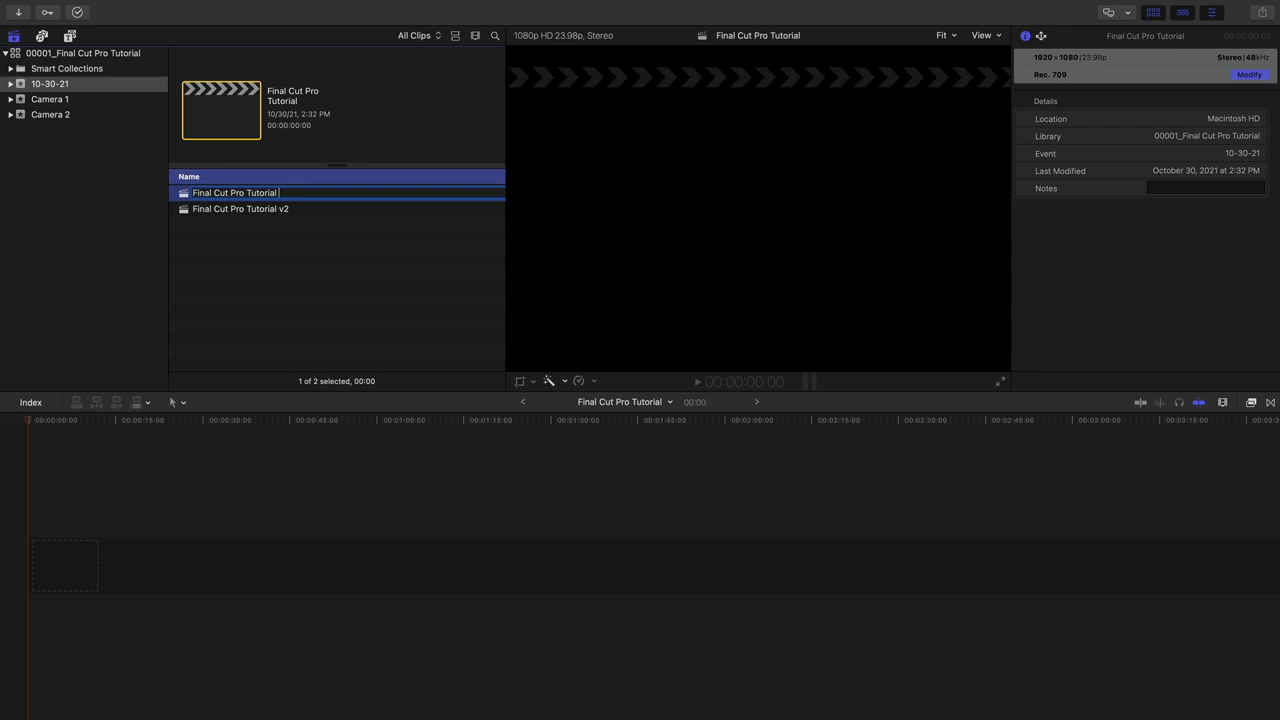 All Clips
1080p HD 23.98p, Stereo
Final Cut Pro Tutorial
Fit
View
Final Cut Pro Tutorial
00:00:00:00
00001_Final Cut Pro Tutorial
Smart Collections
10-30-21
Camera 1
Camera 2
Final Cut Pro
Tutorial
10/30/21, 2:32 PM
00:00:00:00
Name
Final Cut Pro Tutorial
Final Cut Pro Tutorial v2
1 of 2 selected, 00:00
00:00:00:00
1920 × 1080 | 23.98p
Stereo | 48kHz
Rec. 709
Modify
Details
Location
Macintosh HD
Library
00001_Final Cut Pro Tutorial
Event
10-30-21
Last Modified
October 30, 2021 at 2:32 PM
Notes
Index
Final Cut Pro Tutorial
00:00
00:00:00:00
00:00:15:00
00:00:30:00
00:00:45:00
00:01:00:00
00:01:15:00
00:01:30:00
00:01:45:00
00:02:00:00
00:02:15:00
00:02:30:00
00:02:45:00
00:03:00:00
00:03:15:00
00:03:3